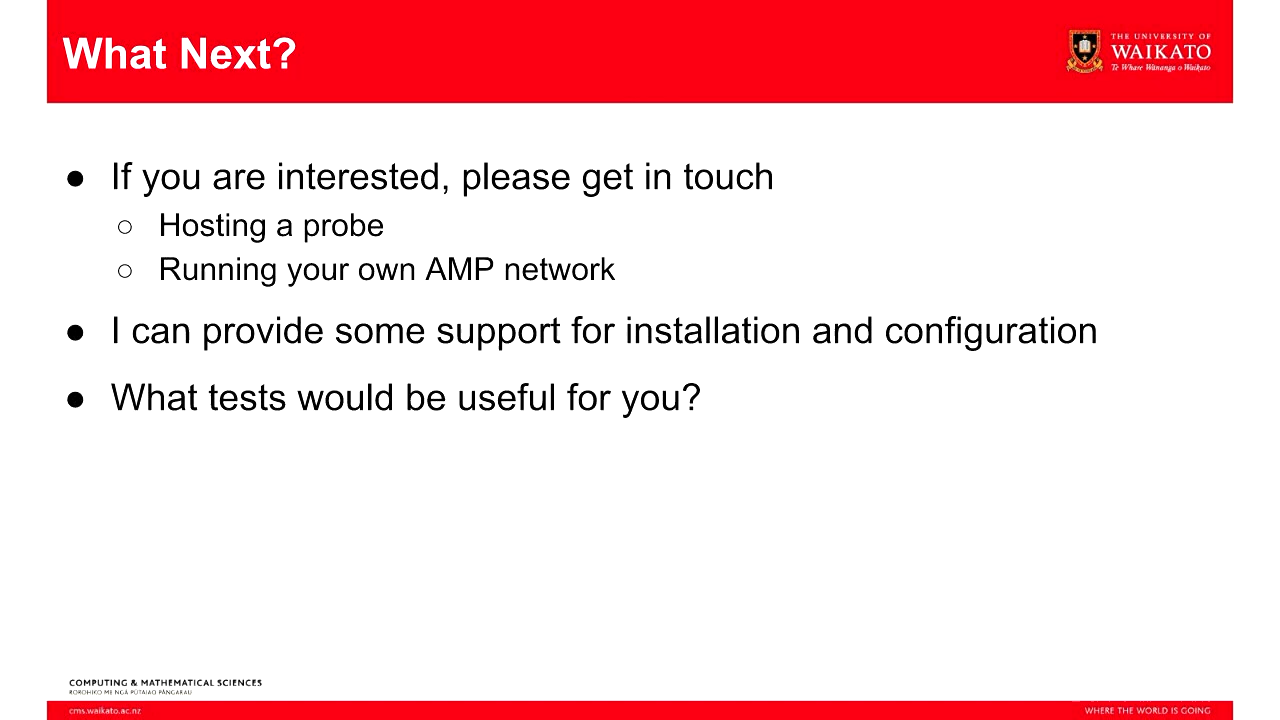 What Next?
THE UNIVERSITY OF
WAIKATO
Te Whare Wānanga o Waikato
● If you are interested, please get in touch
○ Hosting a probe
○ Running your own AMP network
● I can provide some support for installation and configuration
● What tests would be useful for you?
COMPUTING & MATHEMATICAL SCIENCES
ROROHIKO ME NGĀ PŪTAIAO PĀNGARAU
cms.waikato.ac.nz
WHERE THE WORLD IS GOING